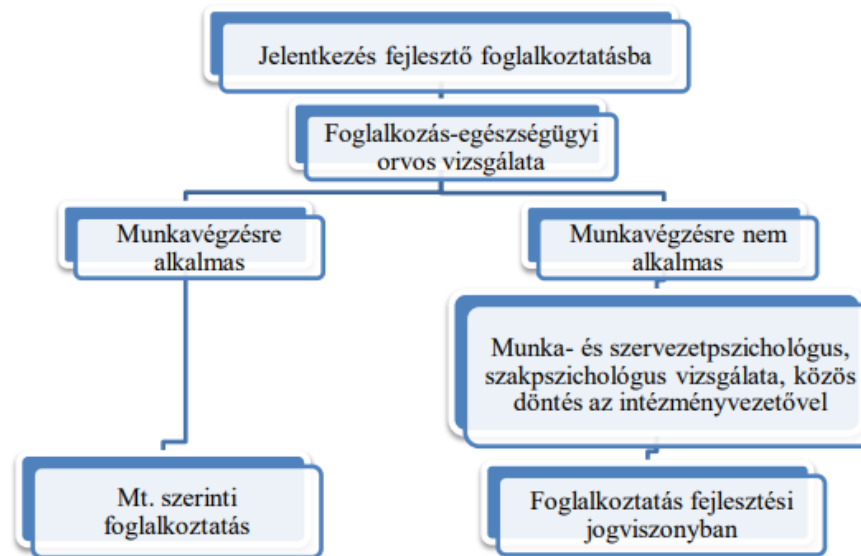 Jelentkezés fejlesztő foglalkoztatásba
Foglalkozás-egészségügyi
orvos vizsgálata
Munkavégzésre
alkalmas
Munkavégzésre nem
alkalmas
Munka- és szervezetpszichológus,
szakpszichológus vizsgálata, közös
döntés az intézményvezetővel
Mt. szerinti
foglalkoztatás
Foglalkoztatás fejlesztési
jogviszonyban